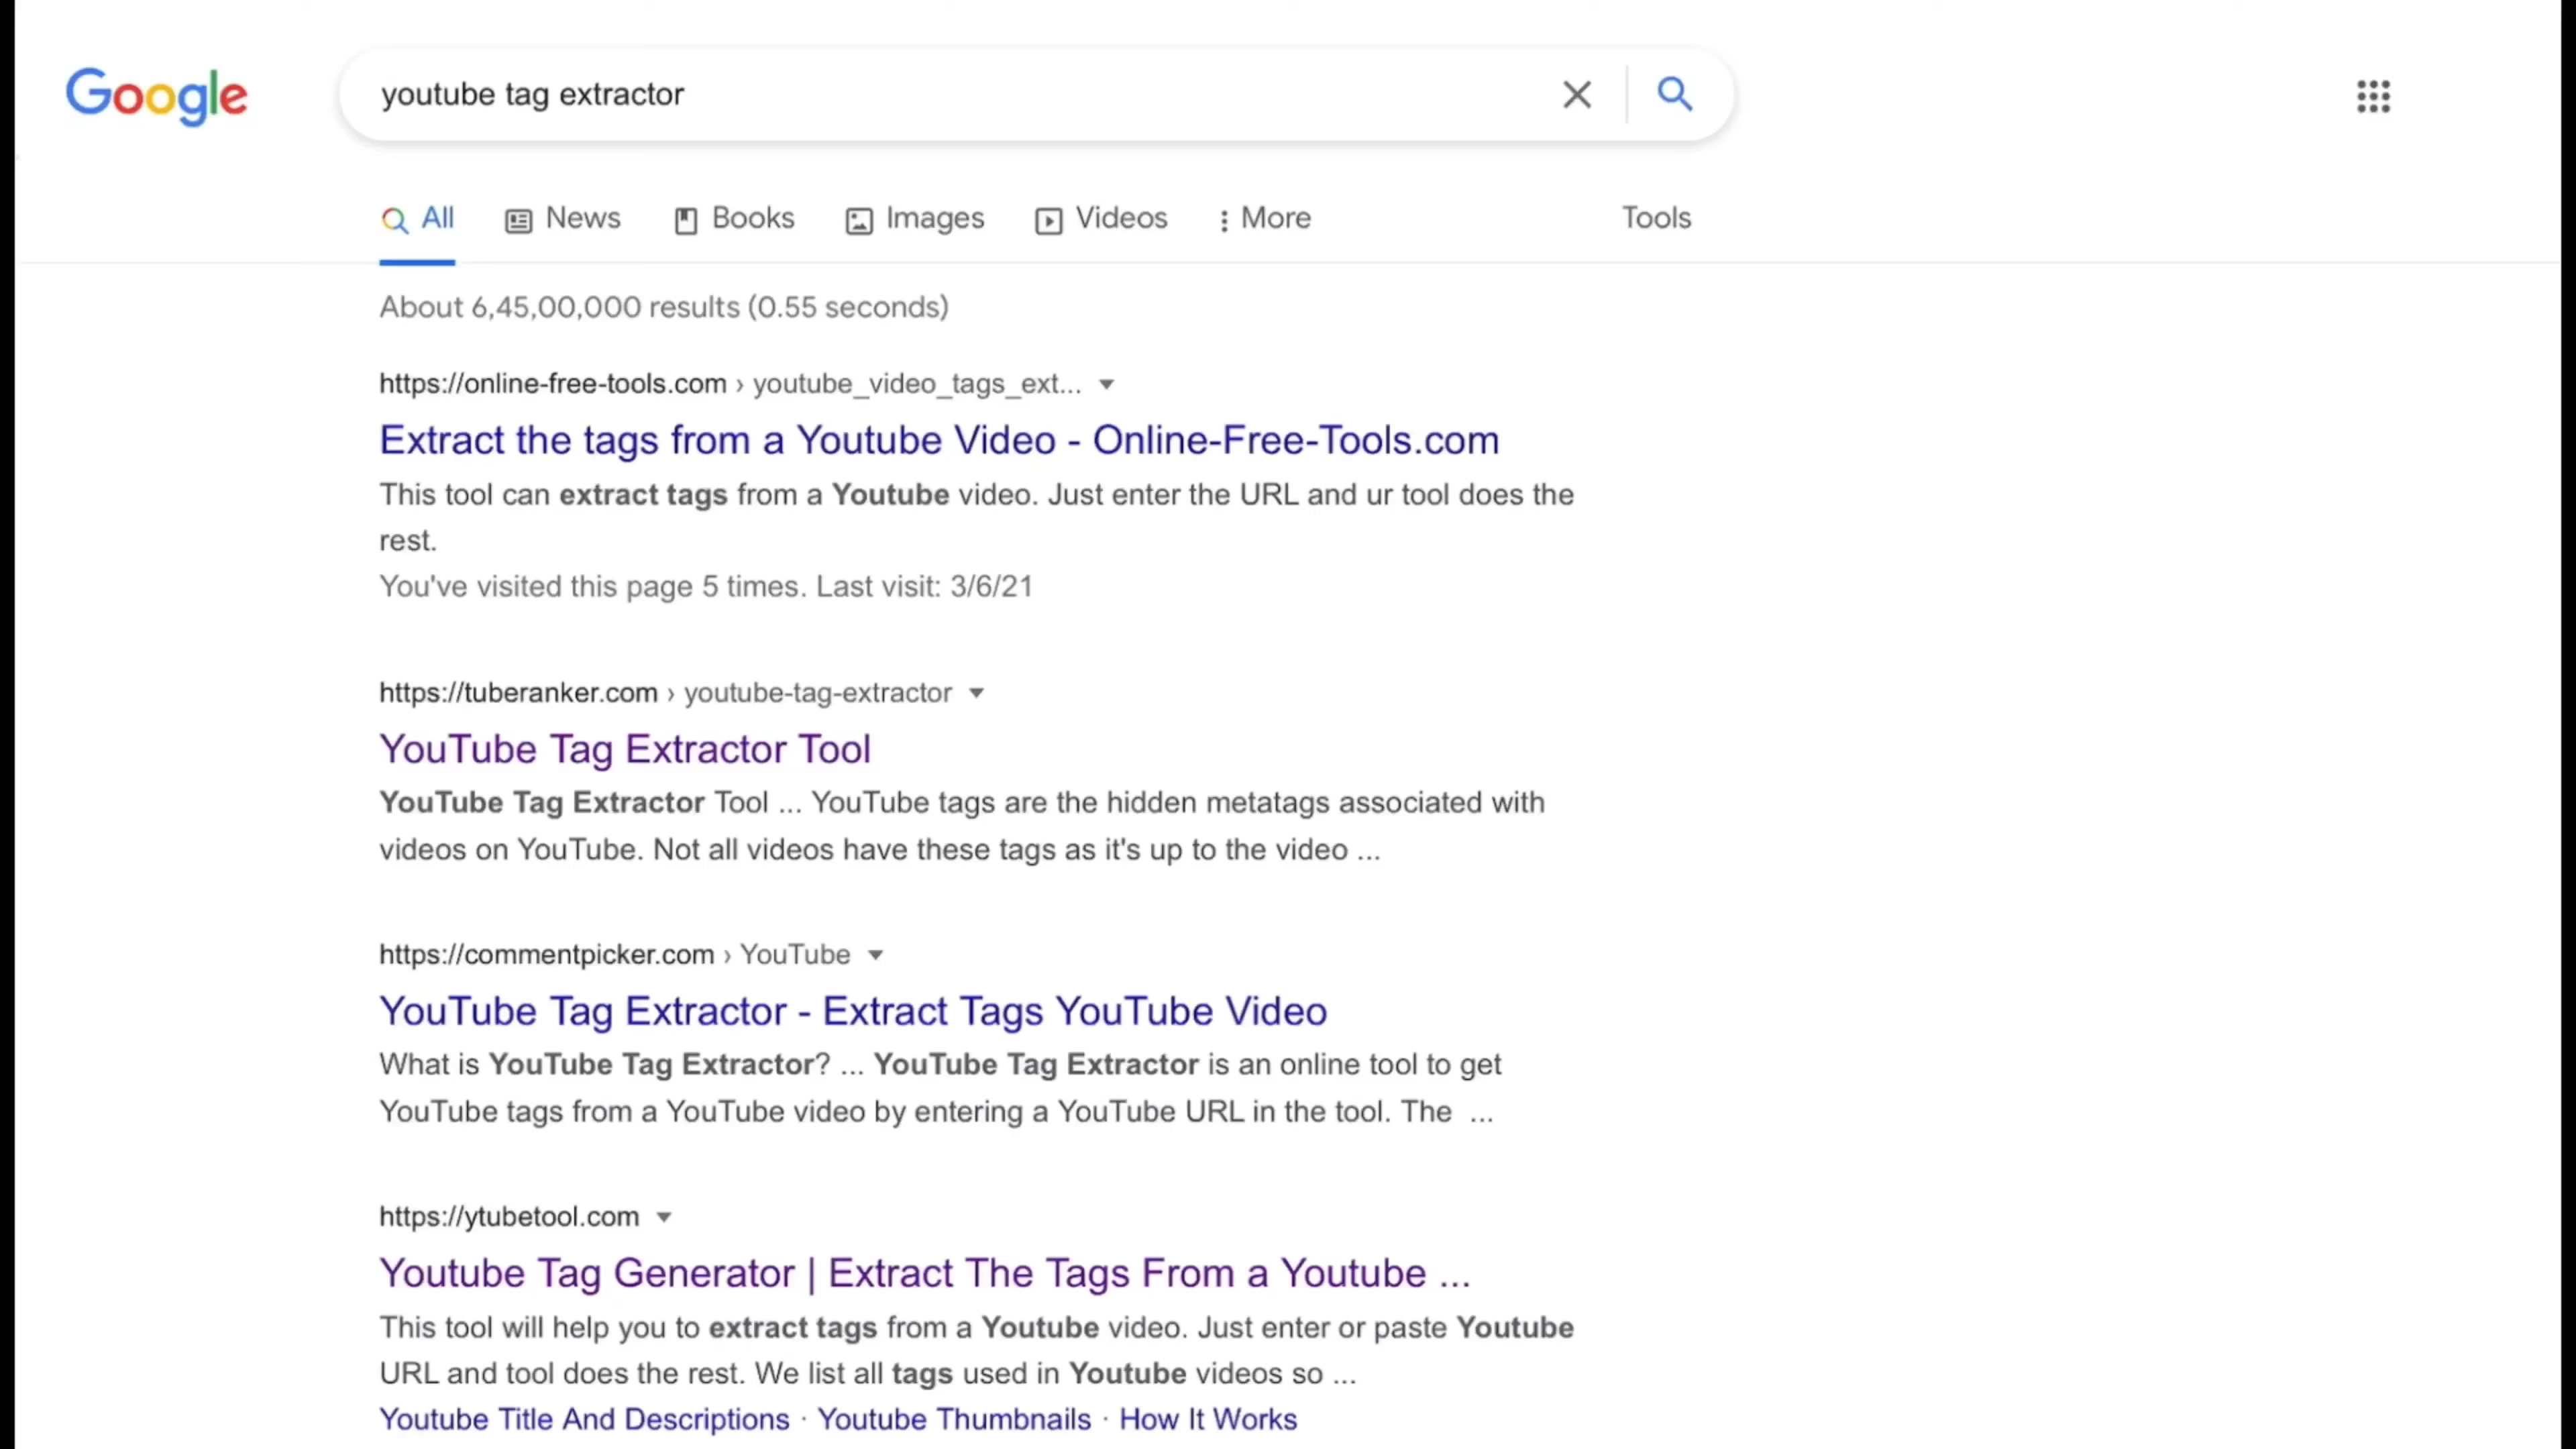 Google
youtube tag extractor
All News Books Images Videos More Tools
About 6,45,00,000 results (0.55 seconds)
https://online-free-tools.com › youtube_video_tags_ext...
Extract the tags from a Youtube Video - Online-Free-Tools.com
This tool can extract tags from a Youtube video. Just enter the URL and ur tool does the
rest.
You've visited this page 5 times. Last visit: 3/6/21
https://tuberanker.com › youtube-tag-extractor
YouTube Tag Extractor Tool
YouTube Tag Extractor Tool ... YouTube tags are the hidden metatags associated with
videos on YouTube. Not all videos have these tags as it's up to the video ...
https://commentpicker.com › YouTube
YouTube Tag Extractor - Extract Tags YouTube Video
What is YouTube Tag Extractor? ... YouTube Tag Extractor is an online tool to get
YouTube tags from a YouTube video by entering a YouTube URL in the tool. The ...
https://ytubetool.com
Youtube Tag Generator | Extract The Tags From a Youtube ...
This tool will help you to extract tags from a Youtube video. Just enter or paste Youtube
URL and tool does the rest. We list all tags used in Youtube videos so ...
Youtube Title And Descriptions · Youtube Thumbnails · How It Works